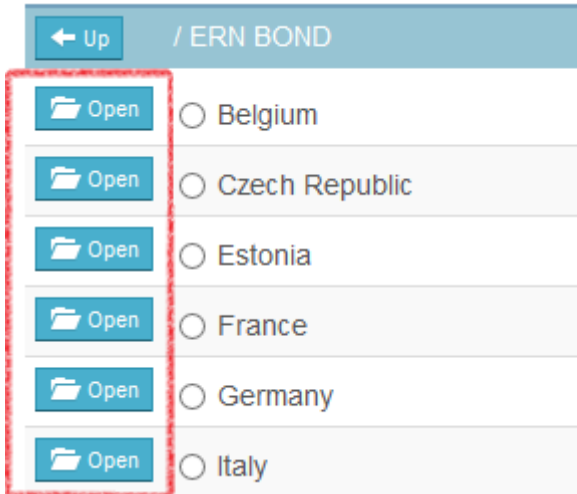 Up / ERN BOND
Open Belgium
Open Czech Republic
Open Estonia
Open France
Open Germany
Open Italy